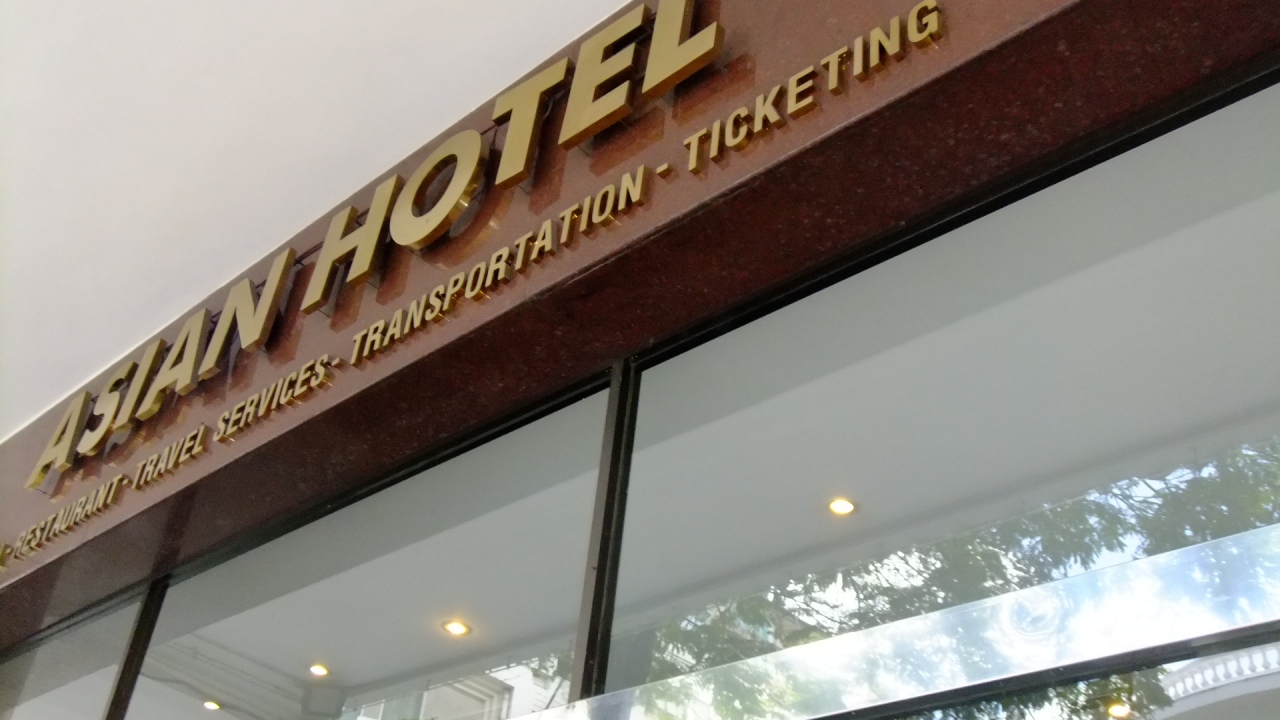 ASIAN HOTEL
- RESTAURANT - TRAVEL SERVICES - TRANSPORTATION - TICKETING